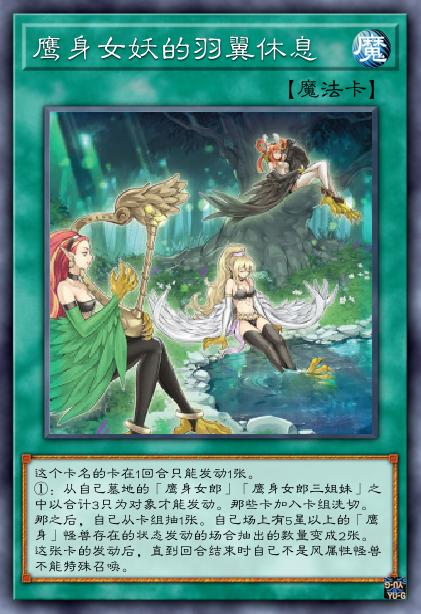 鹰身女妖的羽翼休息
魔
【魔法卡】
这个卡名的卡在1回合只能发动1张。
①：从自己墓地的「鹰身女郎」「鹰身女郎三姐妹」之
中以合计3只为对象才能发动。那些卡加入卡组洗切。
那之后，自己从卡组抽1张。自己场上有5星以上的「鹰
身」怪兽存在的状态发动的场合抽出的数量变成2张。
这张卡的发动后，直到回合结束时自己不是风属性怪兽
不能特殊召唤。